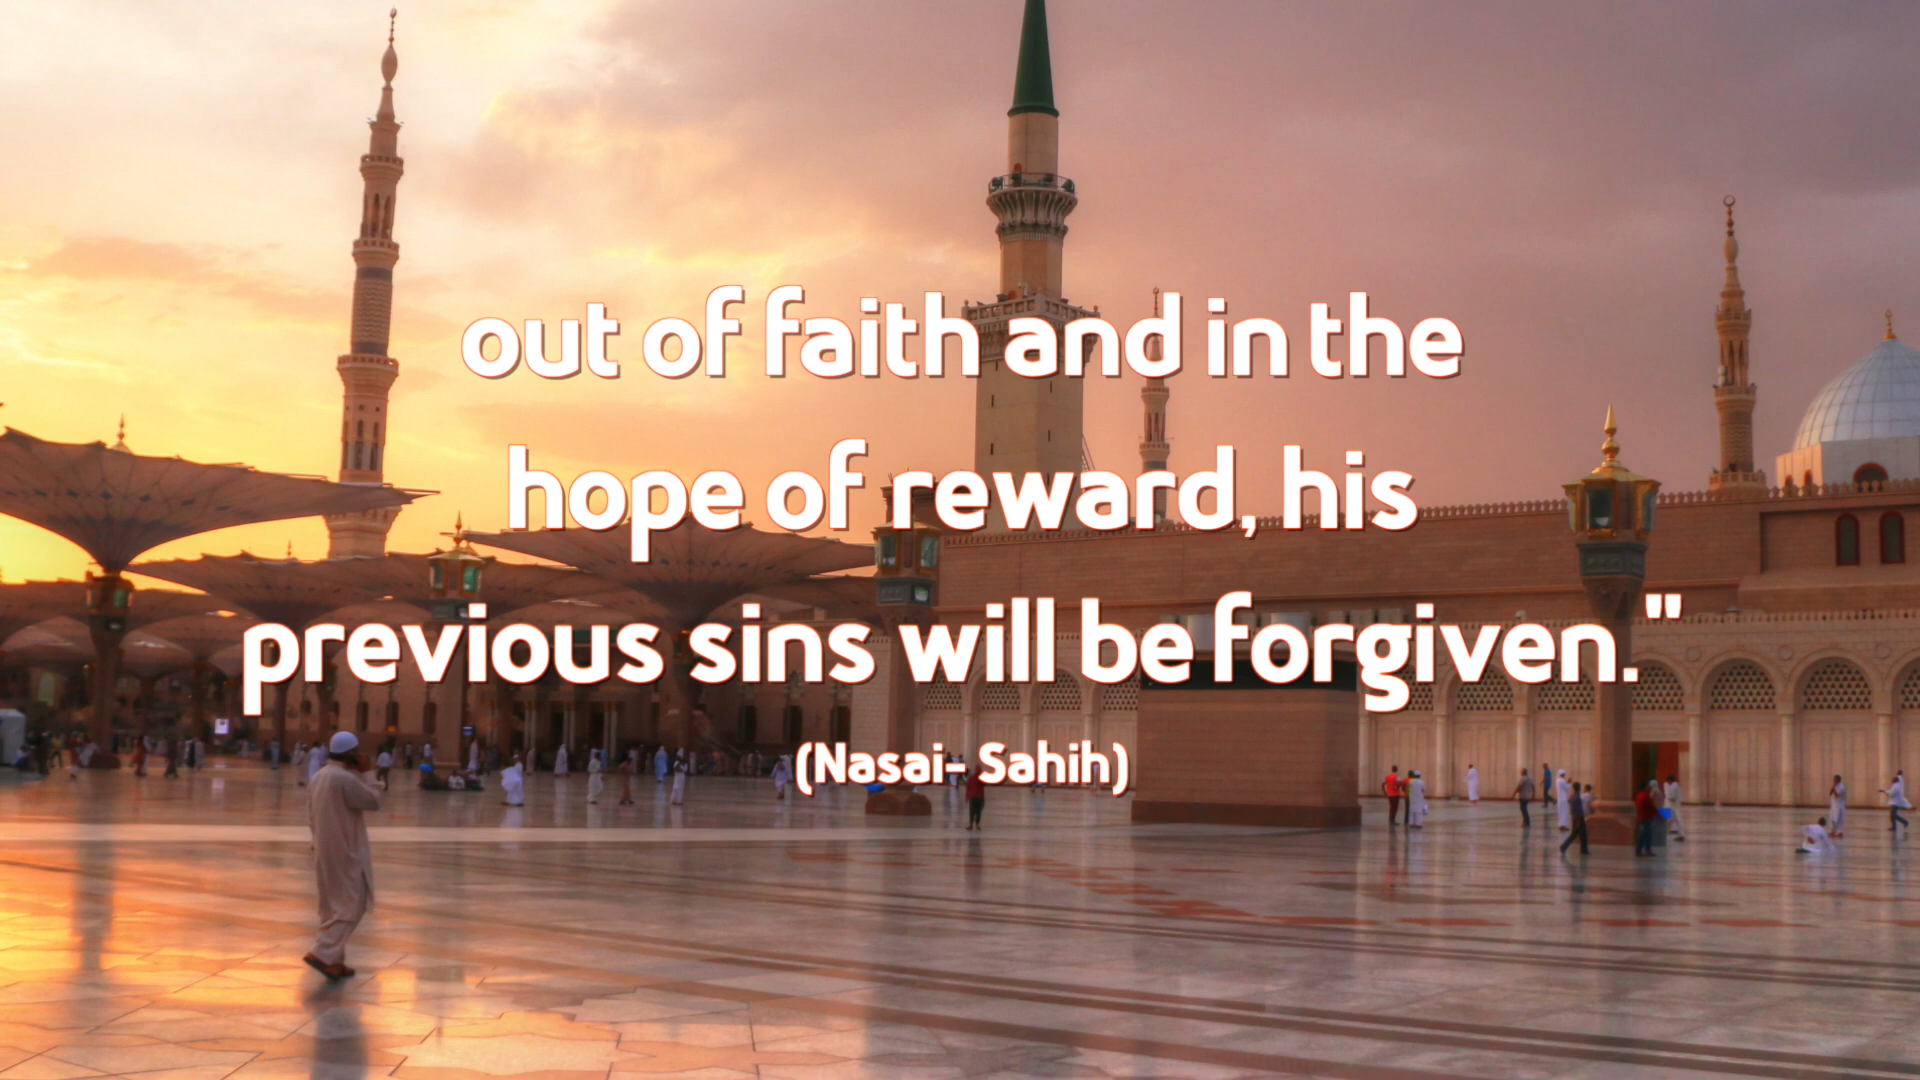 out of faith and in the
hope of reward, his
previous sins will be forgiven."
(Nasai- Sahih)